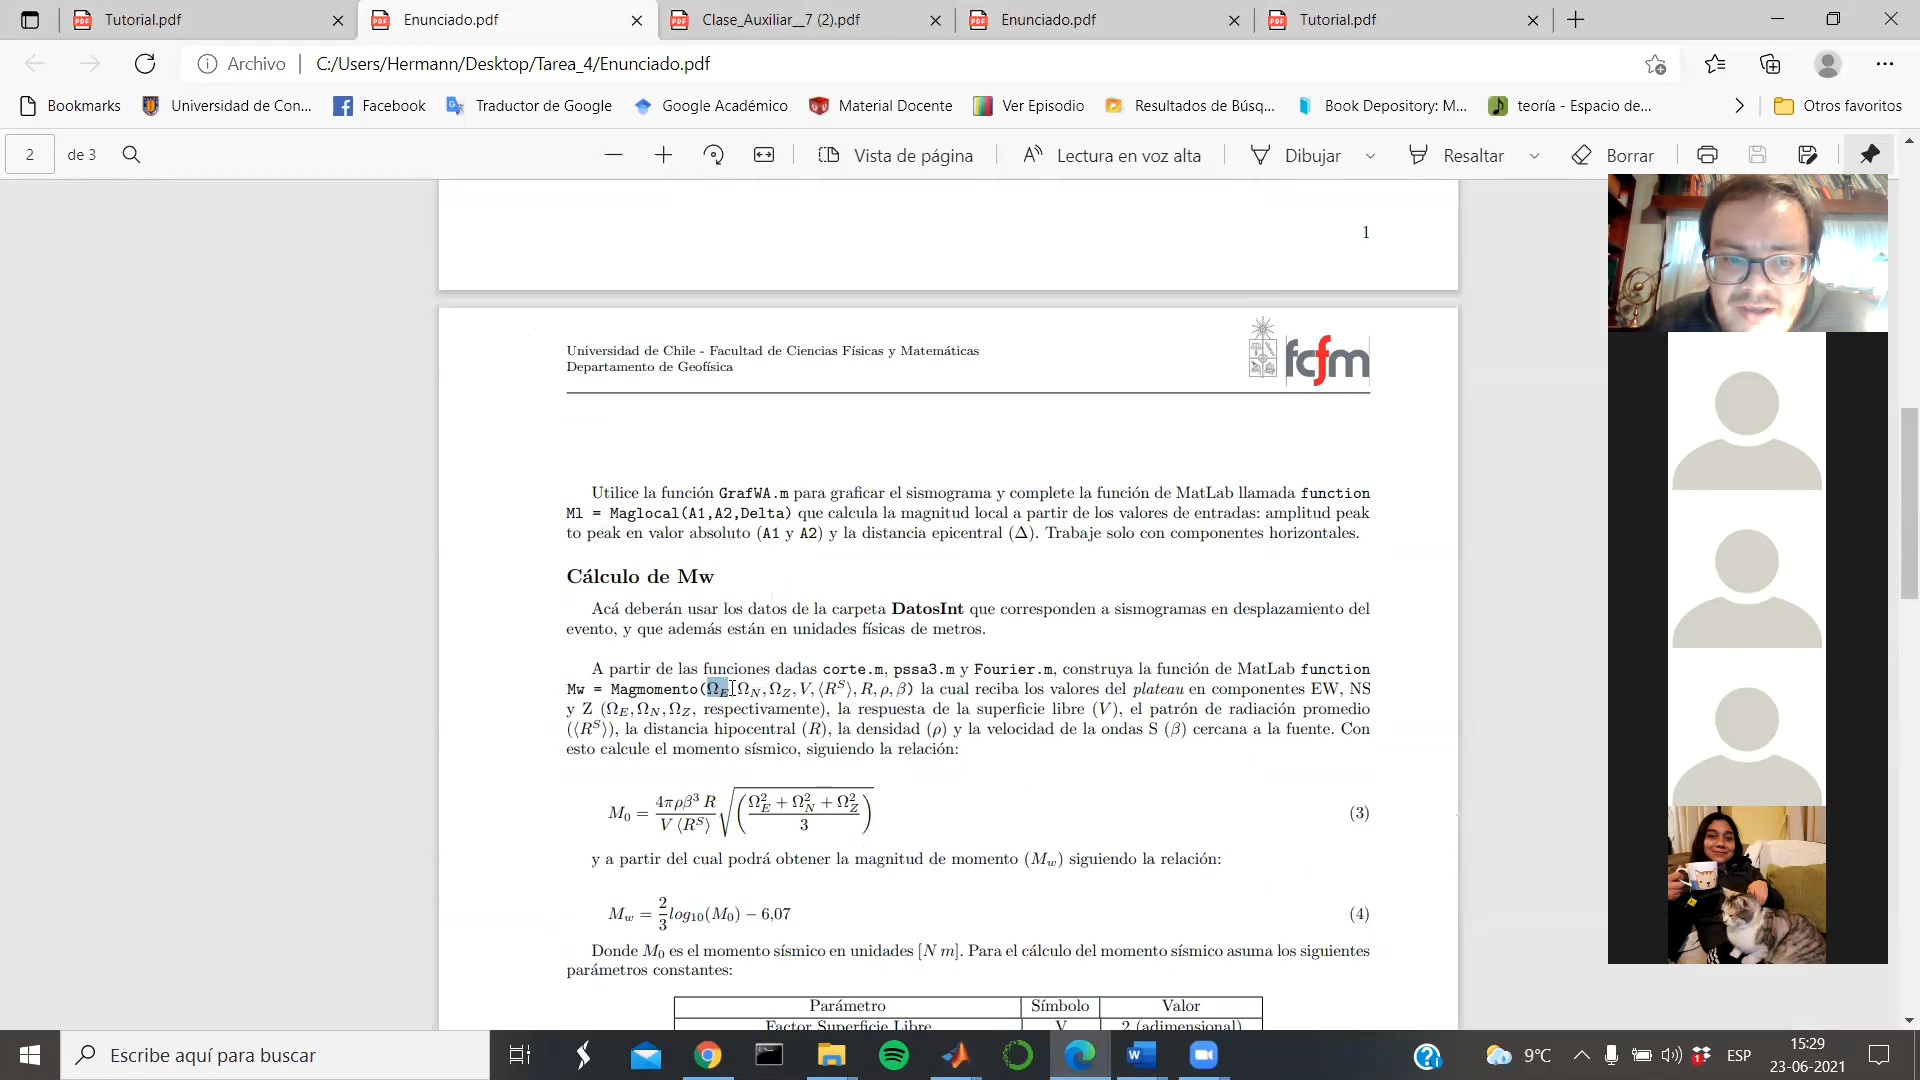 Tutorial.pdf
Enunciado.pdf
Clase_Auxiliar__7 (2).pdf
Enunciado.pdf
Tutorial.pdf
Archivo
C:/Users/Hermann/Desktop/Tarea_4/Enunciado.pdf
Bookmarks
Universidad de Con...
Facebook
Traductor de Google
Google Académico
Material Docente
Ver Episodio
Resultados de Búsq...
Book Depository: M...
teoría - Espacio de...
Otros favoritos
2 de 3
Vista de página
Lectura en voz alta
Dibujar
Resaltar
Borrar
1
Universidad de Chile - Facultad de Ciencias Físicas y Matemáticas
Departamento de Geofísica
fcfm
Utilice la función GrafWA.m para graficar el sismograma y complete la función de MatLab llamada function
Ml = Maglocal(A1,A2,Delta) que calcula la magnitud local a partir de los valores de entradas: amplitud peak
to peak en valor absoluto (A1 y A2) y la distancia epicentral (Δ). Trabaje solo con componentes horizontales.
Cálculo de Mw
Acá deberán usar los datos de la carpeta DatosInt que corresponden a sismogramas en desplazamiento del
evento, y que además están en unidades físicas de metros.
A partir de las funciones dadas corte.m, pssa3.m y Fourier.m, construya la función de MatLab function
Mw = Magmomento(Ω_E, Ω_N, Ω_Z, V, ⟨R^S⟩, R, ρ, β) la cual reciba los valores del plateau en componentes EW, NS
y Z (Ω_E, Ω_N, Ω_Z, respectivamente), la respuesta de la superficie libre (V), el patrón de radiación promedio
(⟨R^S⟩), la distancia hipocentral (R), la densidad (ρ) y la velocidad de la ondas S (β) cercana a la fuente. Con
esto calcule el momento sísmico, siguiendo la relación:
M_0 = \frac{4πρβ^3 R}{V ⟨R^S⟩} \sqrt{(\frac{Ω_E^2 + Ω_N^2 + Ω_Z^2}{3})} (3)
y a partir del cual podrá obtener la magnitud de momento (M_w) siguiendo la relación:
M_w = \frac{2}{3} log_{10}(M_0) − 6,07 (4)
Donde M_0 es el momento sísmico en unidades [N m]. Para el cálculo del momento sísmico asuma los siguientes
parámetros constantes:
Parámetro Símbolo Valor
Factor Superficie Libre V 2 (adimensional)
Escribe aquí para buscar
9°C
ESP
15:29
23-06-2021